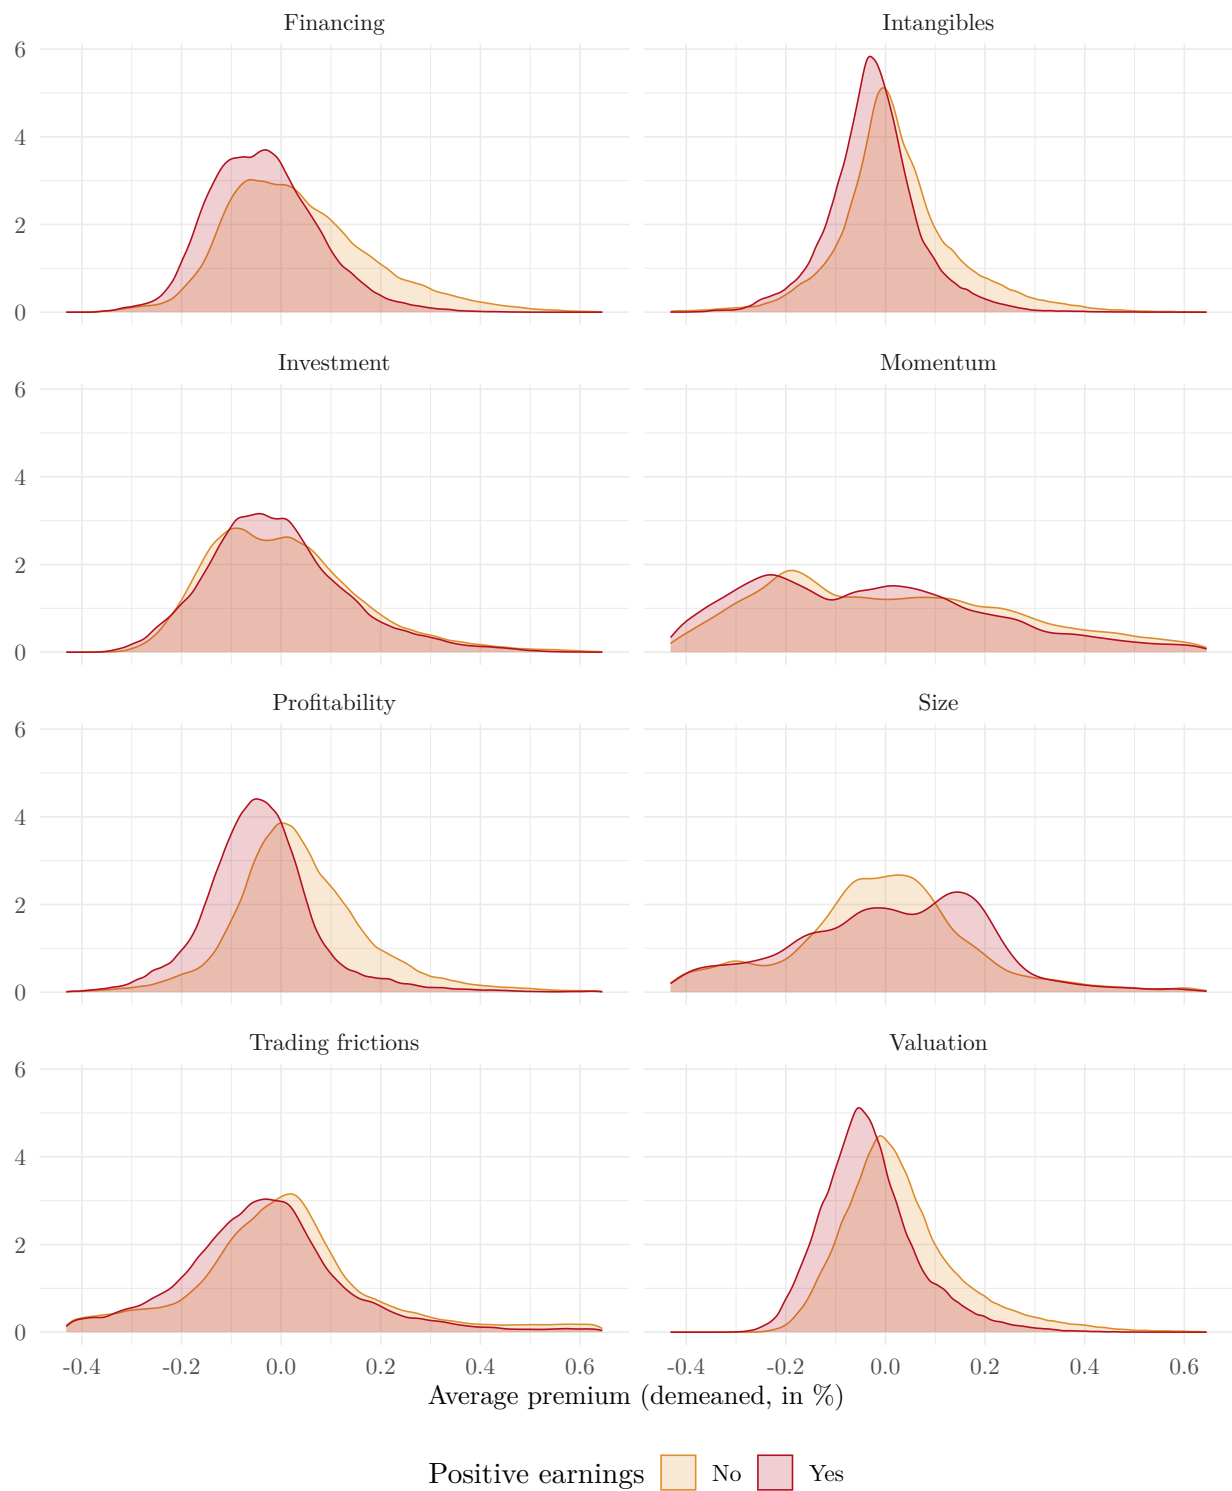 Financing Intangibles
6
4
2
0
Investment Momentum
6
4
2
0
Profitability Size
6
4
2
0
Trading frictions Valuation
6
4
2
0
-0.4 -0.2 0.0 0.2 0.4 0.6 -0.4 -0.2 0.0 0.2 0.4 0.6
Average premium (demeaned, in %)
Positive earnings No Yes